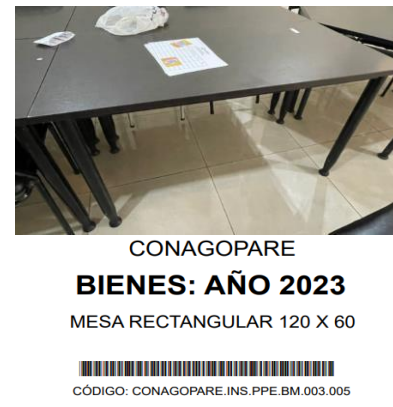 CONAGOPARE
BIENES: AÑO 2023
MESA RECTANGULAR 120 X 60
CÓDIGO: CONAGOPARE.INS.PPE.BM.003.005